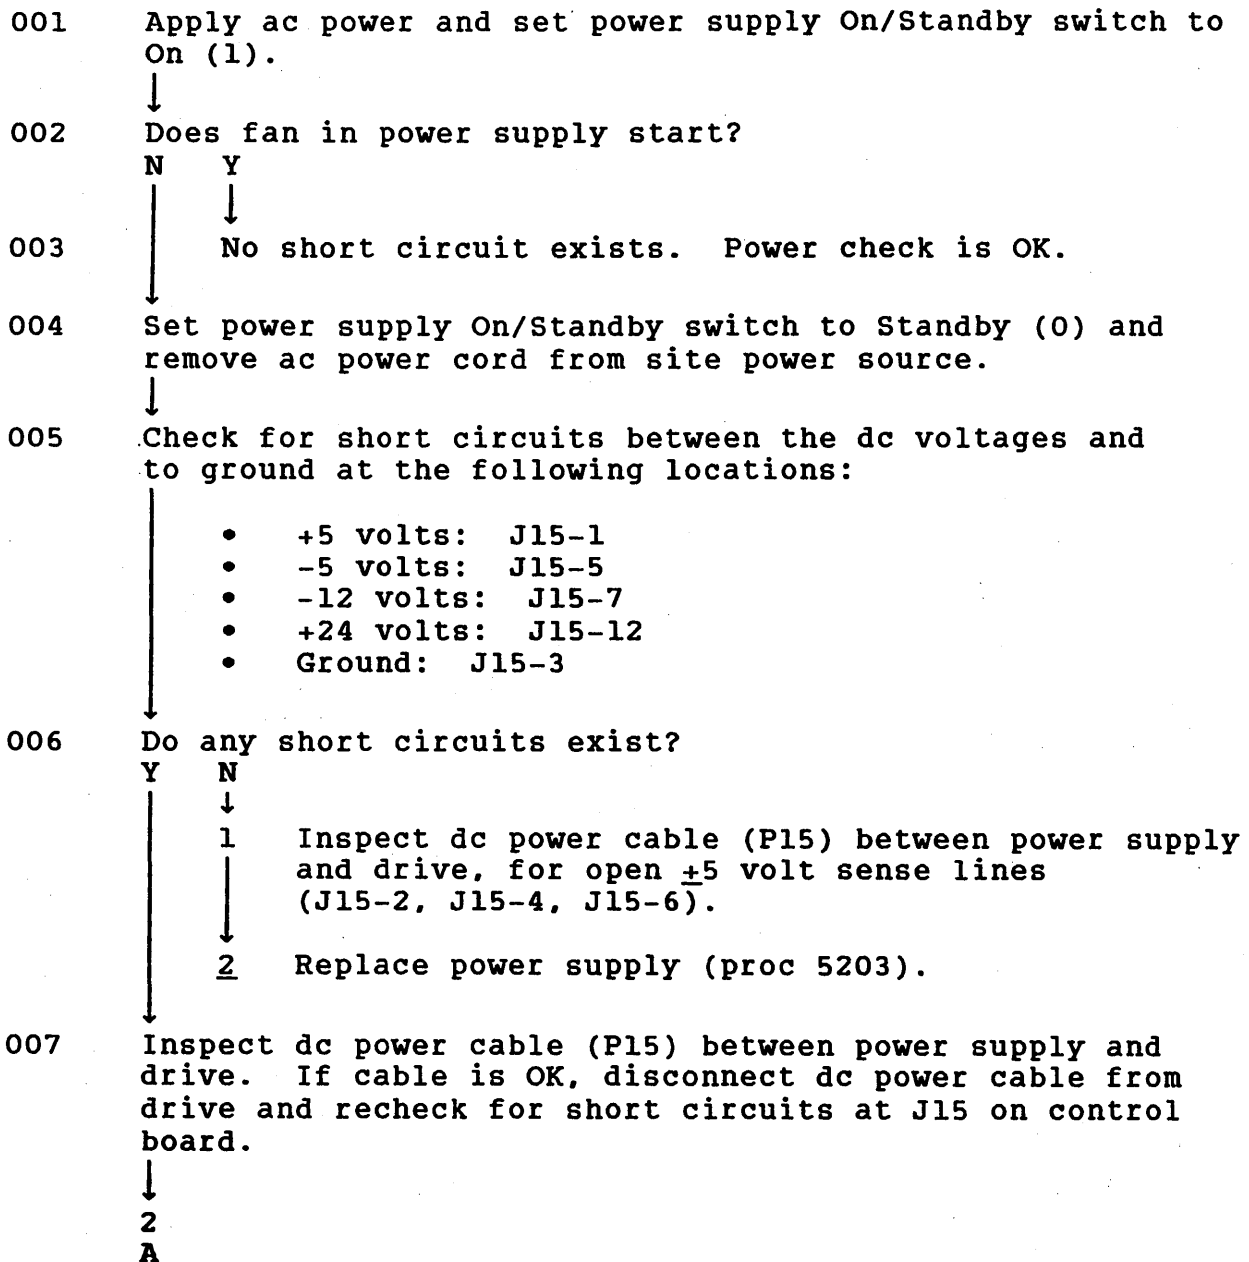 001 Apply ac power and set power supply On/Standby switch to
On (1).
002 Does fan in power supply start?
N Y
003 No short circuit exists. Power check is OK.
004 Set power supply On/Standby switch to Standby (0) and
remove ac power cord from site power source.
005 Check for short circuits between the dc voltages and
to ground at the following locations:
• +5 volts: J15-1
• -5 volts: J15-5
• -12 volts: J15-7
• +24 volts: J15-12
• Ground: J15-3
006 Do any short circuits exist?
Y N
1 Inspect dc power cable (P15) between power supply
and drive, for open ±5 volt sense lines
(J15-2, J15-4, J15-6).
2 Replace power supply (proc 5203).
007 Inspect dc power cable (P15) between power supply and
drive. If cable is OK, disconnect dc power cable from
drive and recheck for short circuits at J15 on control
board.
2
A